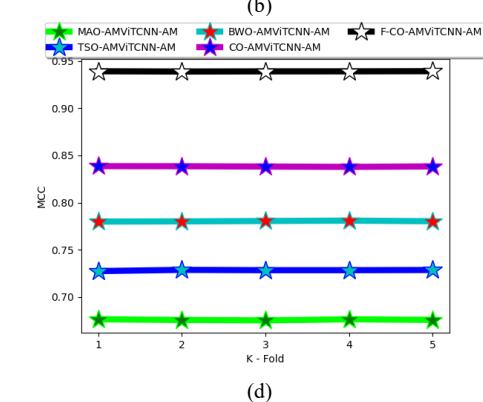 (b)
MAO-AMViTCNN-AM BWO-AMViTCNN-AM F-CO-AMViTCNN-AM
TSO-AMViTCNN-AM CO-AMViTCNN-AM
0.95
0.90
0.85
0.80
0.75
0.70
MCC
1 2 3 4 5
K - Fold
(d)